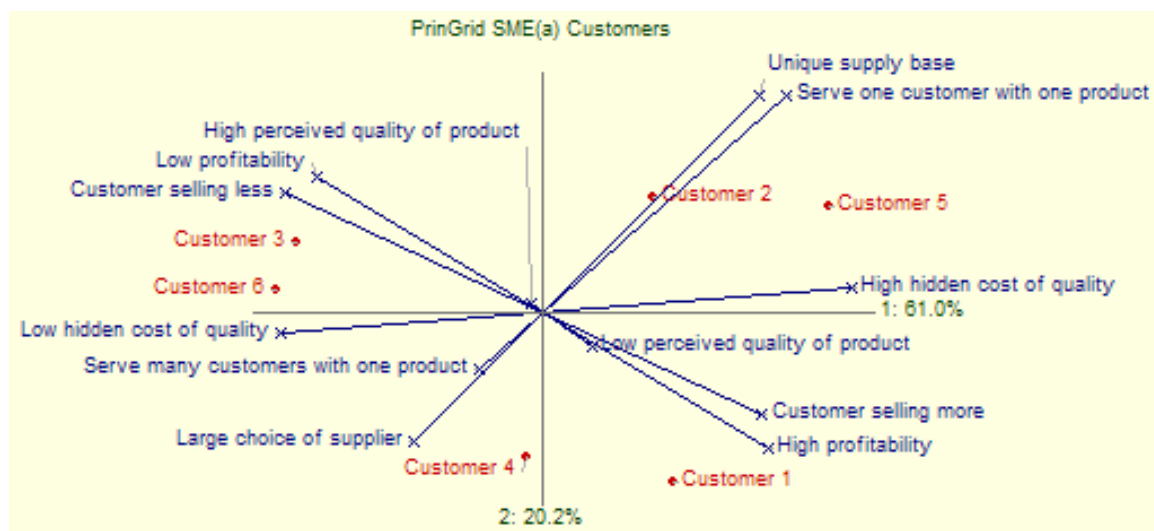 PrinGrid SME(a) Customers
Unique supply base
Serve one customer with one product
High perceived quality of product
Low profitability
Customer selling less
Customer 2
Customer 5
Customer 3
Customer 6
High hidden cost of quality
1: 61.0%
Low hidden cost of quality
Low perceived quality of product
Serve many customers with one product
Customer selling more
Large choice of supplier
High profitability
Customer 4
Customer 1
2: 20.2%